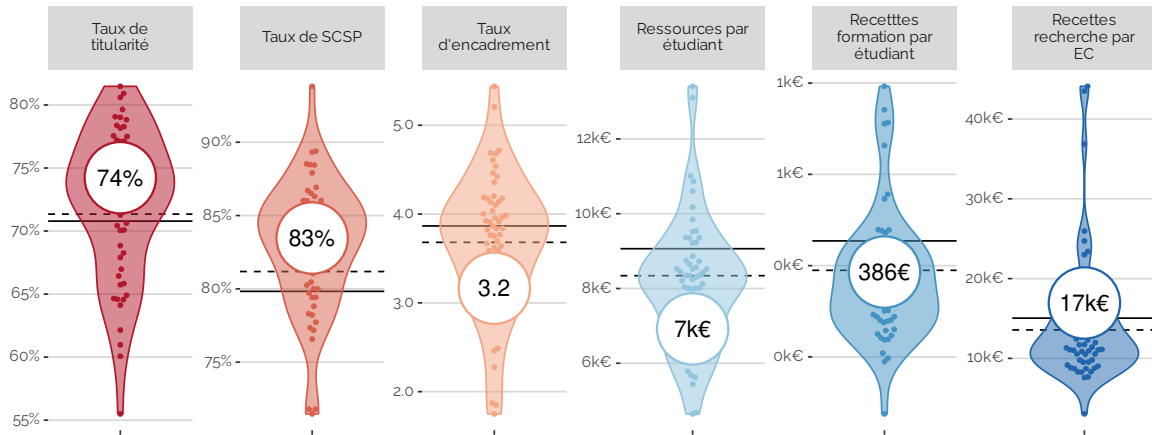 Taux de
titularité
Taux de SCSP
Taux
d'encadrement
Ressources par
étudiant
Recetttes
formation par
étudiant
Recettes
recherche par
EC
80%
75%
70%
65%
60%
55%
74%
90%
85%
80%
75%
83%
5.0
4.0
3.0
2.0
3.2
12k€
10k€
8k€
6k€
7k€
1k€
1k€
0k€
0k€
386€
40k€
30k€
20k€
10k€
17k€